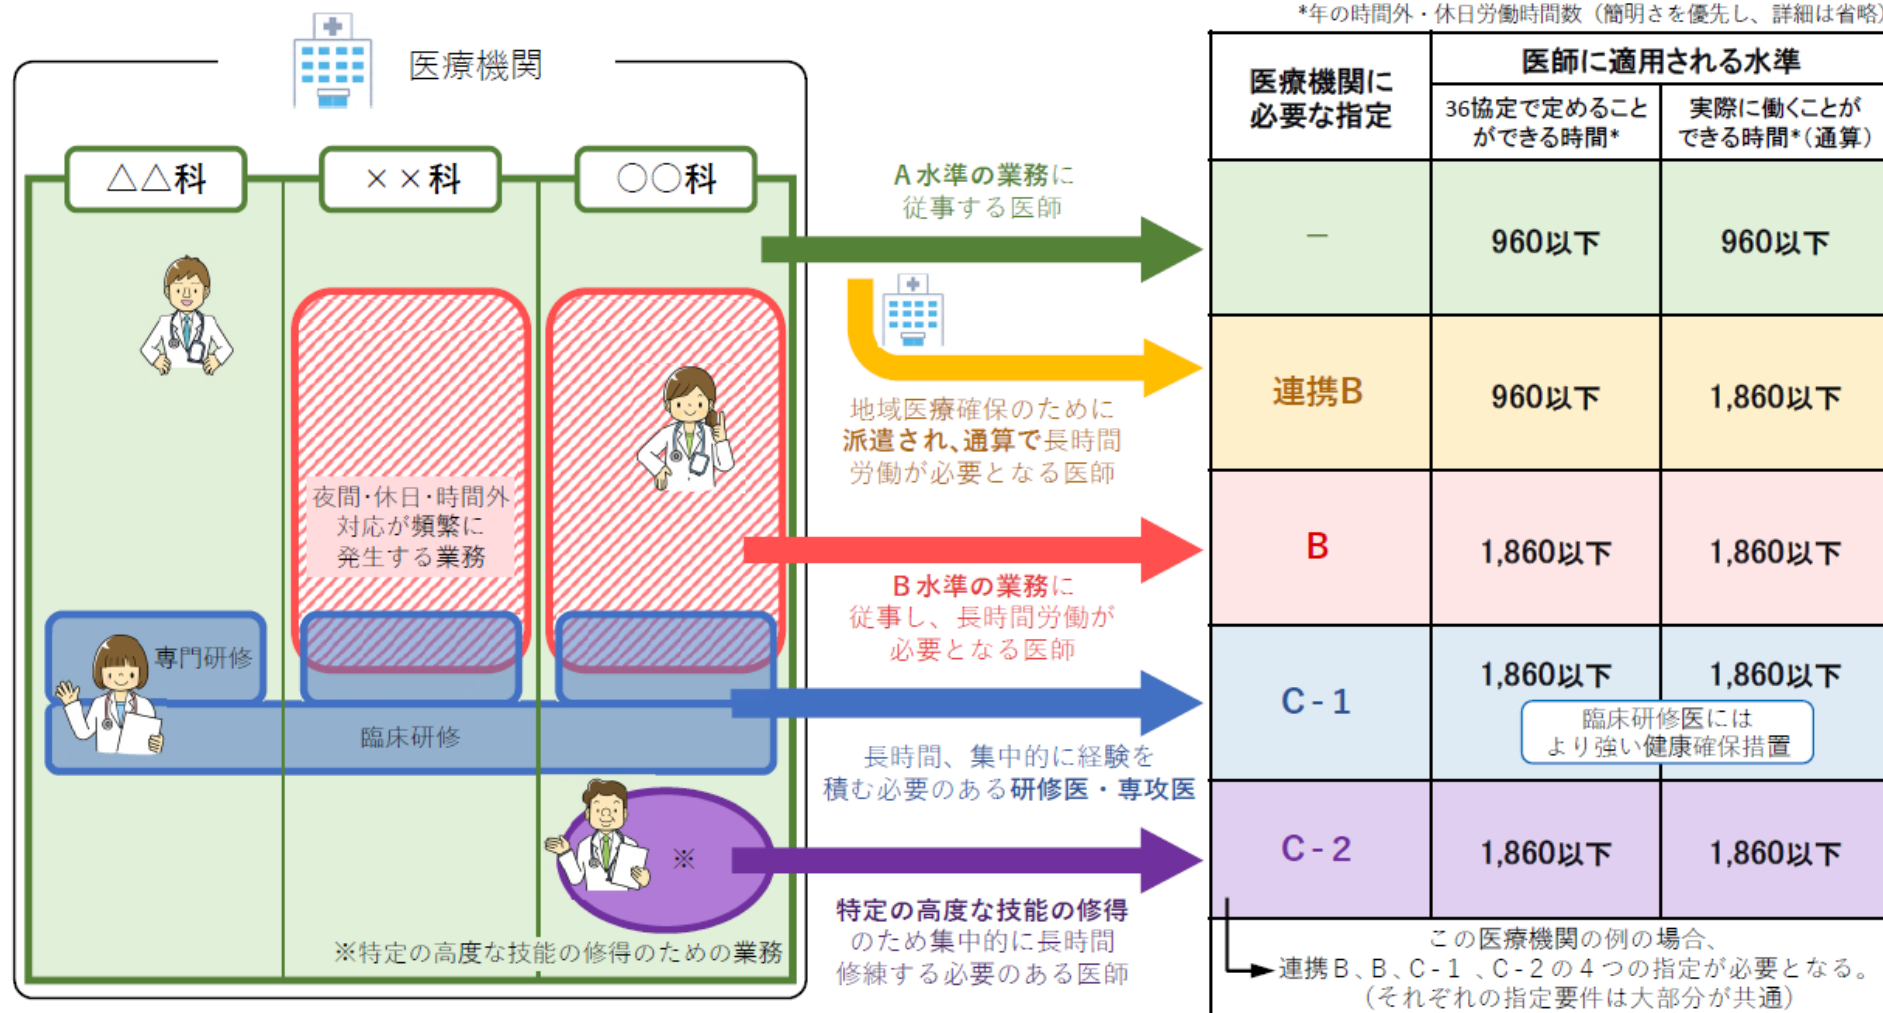 *年の時間外・休日労働時間数（簡明さを優先し、詳細は省略）
医療機関
△△科
××科
○○科
夜間・休日・時間外
対応が頻繁に
発生する業務
専門研修
臨床研修
※
※特定の高度な技能の修得のための業務
A水準の業務に
従事する医師
地域医療確保のために
派遣され、通算で長時間
労働が必要となる医師
B水準の業務に
従事し、長時間労働が
必要となる医師
長時間、集中的に経験を
積む必要のある研修医・専攻医
特定の高度な技能の修得
のため集中的に長時間
修練する必要のある医師
医療機関に
必要な指定
医師に適用される水準
36協定で定めること
ができる時間*
実際に働くことが
できる時間*(通算)
－
960以下
960以下
連携B
960以下
1,860以下
B
1,860以下
1,860以下
C-1
1,860以下
1,860以下
臨床研修医には
より強い健康確保措置
C-2
1,860以下
1,860以下
この医療機関の例の場合、
連携B、B、C-1、C-2の4つの指定が必要となる。
(それぞれの指定要件は大部分が共通)